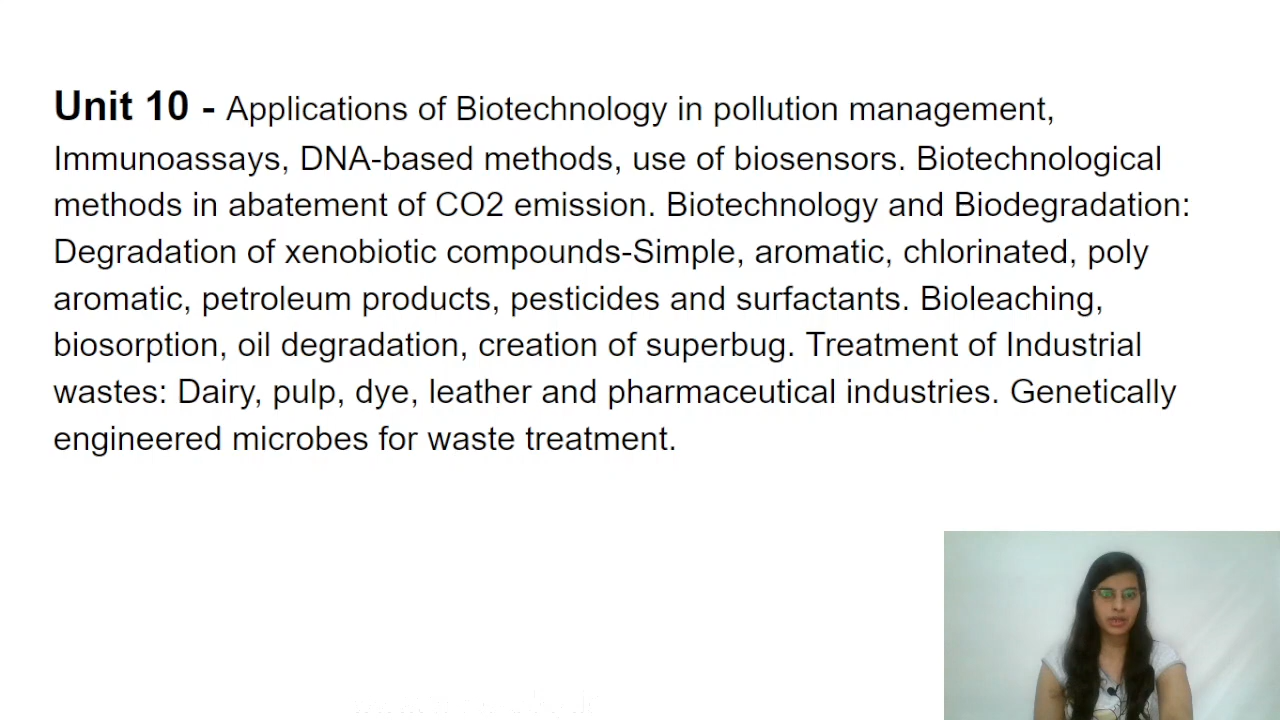 Unit 10 - Applications of Biotechnology in pollution management,
Immunoassays, DNA-based methods, use of biosensors. Biotechnological
methods in abatement of CO2 emission. Biotechnology and Biodegradation:
Degradation of xenobiotic compounds-Simple, aromatic, chlorinated, poly
aromatic, petroleum products, pesticides and surfactants. Bioleaching,
biosorption, oil degradation, creation of superbug. Treatment of Industrial
wastes: Dairy, pulp, dye, leather and pharmaceutical industries. Genetically
engineered microbes for waste treatment.